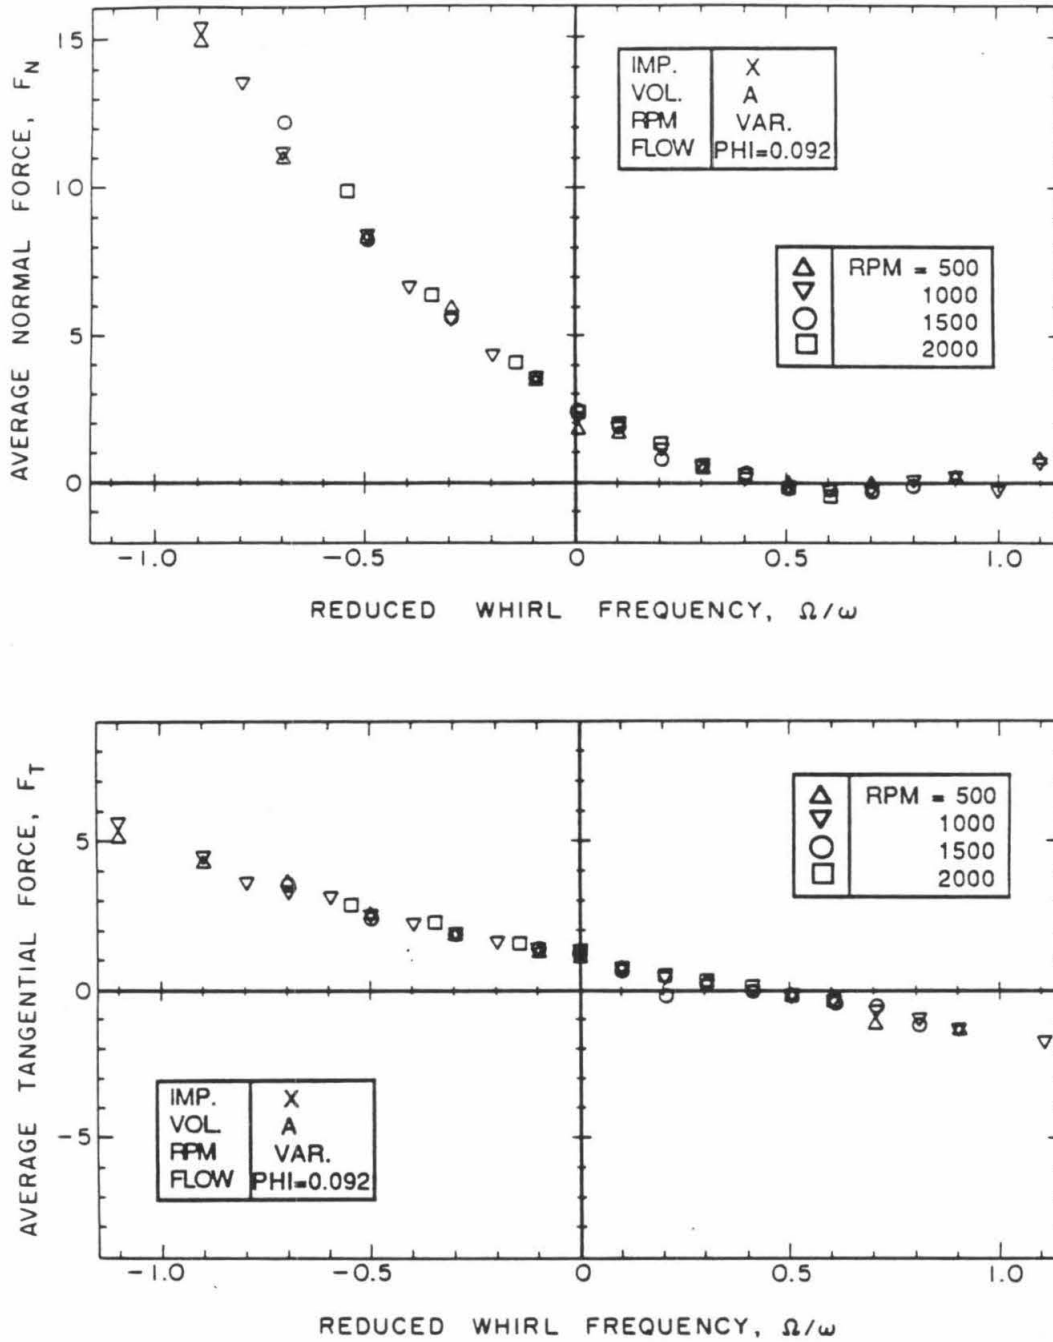 AVERAGE NORMAL FORCE, F_N
15
10
5
0
IMP. X
VOL. A
RPM VAR.
FLOW PHI=0.092
△ RPM = 500
▽ 1000
○ 1500
□ 2000
-1.0 -0.5 0 0.5 1.0
REDUCED WHIRL FREQUENCY, Ω/ω
AVERAGE TANGENTIAL FORCE, F_T
5
0
-5
△ RPM = 500
▽ 1000
○ 1500
□ 2000
IMP. X
VOL. A
RPM VAR.
FLOW PHI=0.092
-1.0 -0.5 0 0.5 1.0
REDUCED WHIRL FREQUENCY, Ω/ω